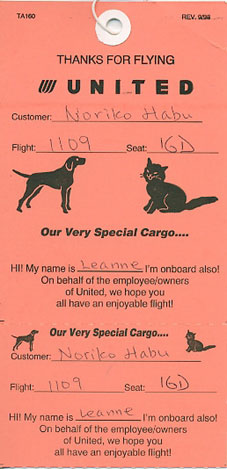 TA160 REV. 9/98
THANKS FOR FLYING
UNITED
Customer: Noriko Habu
Flight: 1109 Seat: 16D
Our Very Special Cargo....
HI! My name is Leanne I'm onboard also!
On behalf of the employee/owners
of United, we hope you
all have an enjoyable flight!
Our Very Special Cargo....
Customer: Noriko Habu
Flight: 1109 Seat: 16D
HI! My name is Leanne I'm onboard also!
On behalf of the employee/owners
of United, we hope you
all have an enjoyable flight!